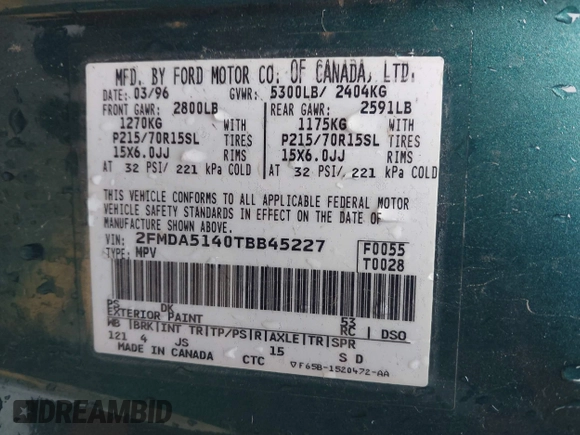 MFD. BY FORD MOTOR CO. OF CANADA, LTD.
DATE: 03/96 GVWR: 5300LB/ 2404KG
FRONT GAWR: 2800LB REAR GAWR: 2591LB
1270KG WITH 1175KG WITH
P215/70R15SL TIRES P215/70R15SL TIRES
15X6.0JJ RIMS 15X6.0JJ RIMS
AT 32 PSI/ 221 kPa COLD AT 32 PSI/ 221 kPa COLD
THIS VEHICLE CONFORMS TO ALL APPLICABLE FEDERAL MOTOR
VEHICLE SAFETY STANDARDS IN EFFECT ON THE DATE OF
MANUFACTURE SHOWN ABOVE.
VIN: 2FMDA5140TBB45227 F0055
TYPE: MPV T0028
PS DK
EXTERIOR PAINT 53 RC DSO
WB BRK INT TR TP/PS R AXLE TR SPR
121 4 JS 15 S D
MADE IN CANADA CTC ▽F65B-1520472-AA
DREAMBID